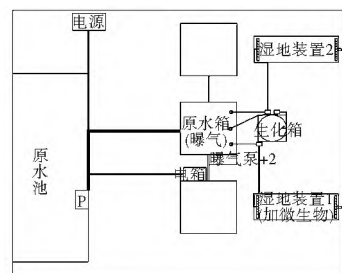 电源
湿地装置2
原水箱
(曝气)
生化箱
原水池
曝气泵+2
电箱
P
湿地装置1
(加微生物)